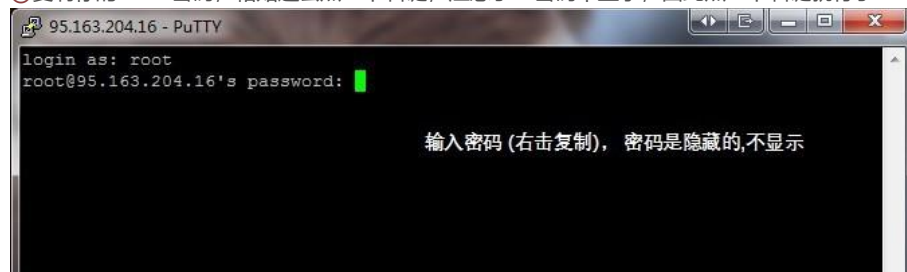 95.163.204.16 - PuTTY
login as: root
root@95.163.204.16's password:
输入密码 (右击复制)， 密码是隐藏的,不显示